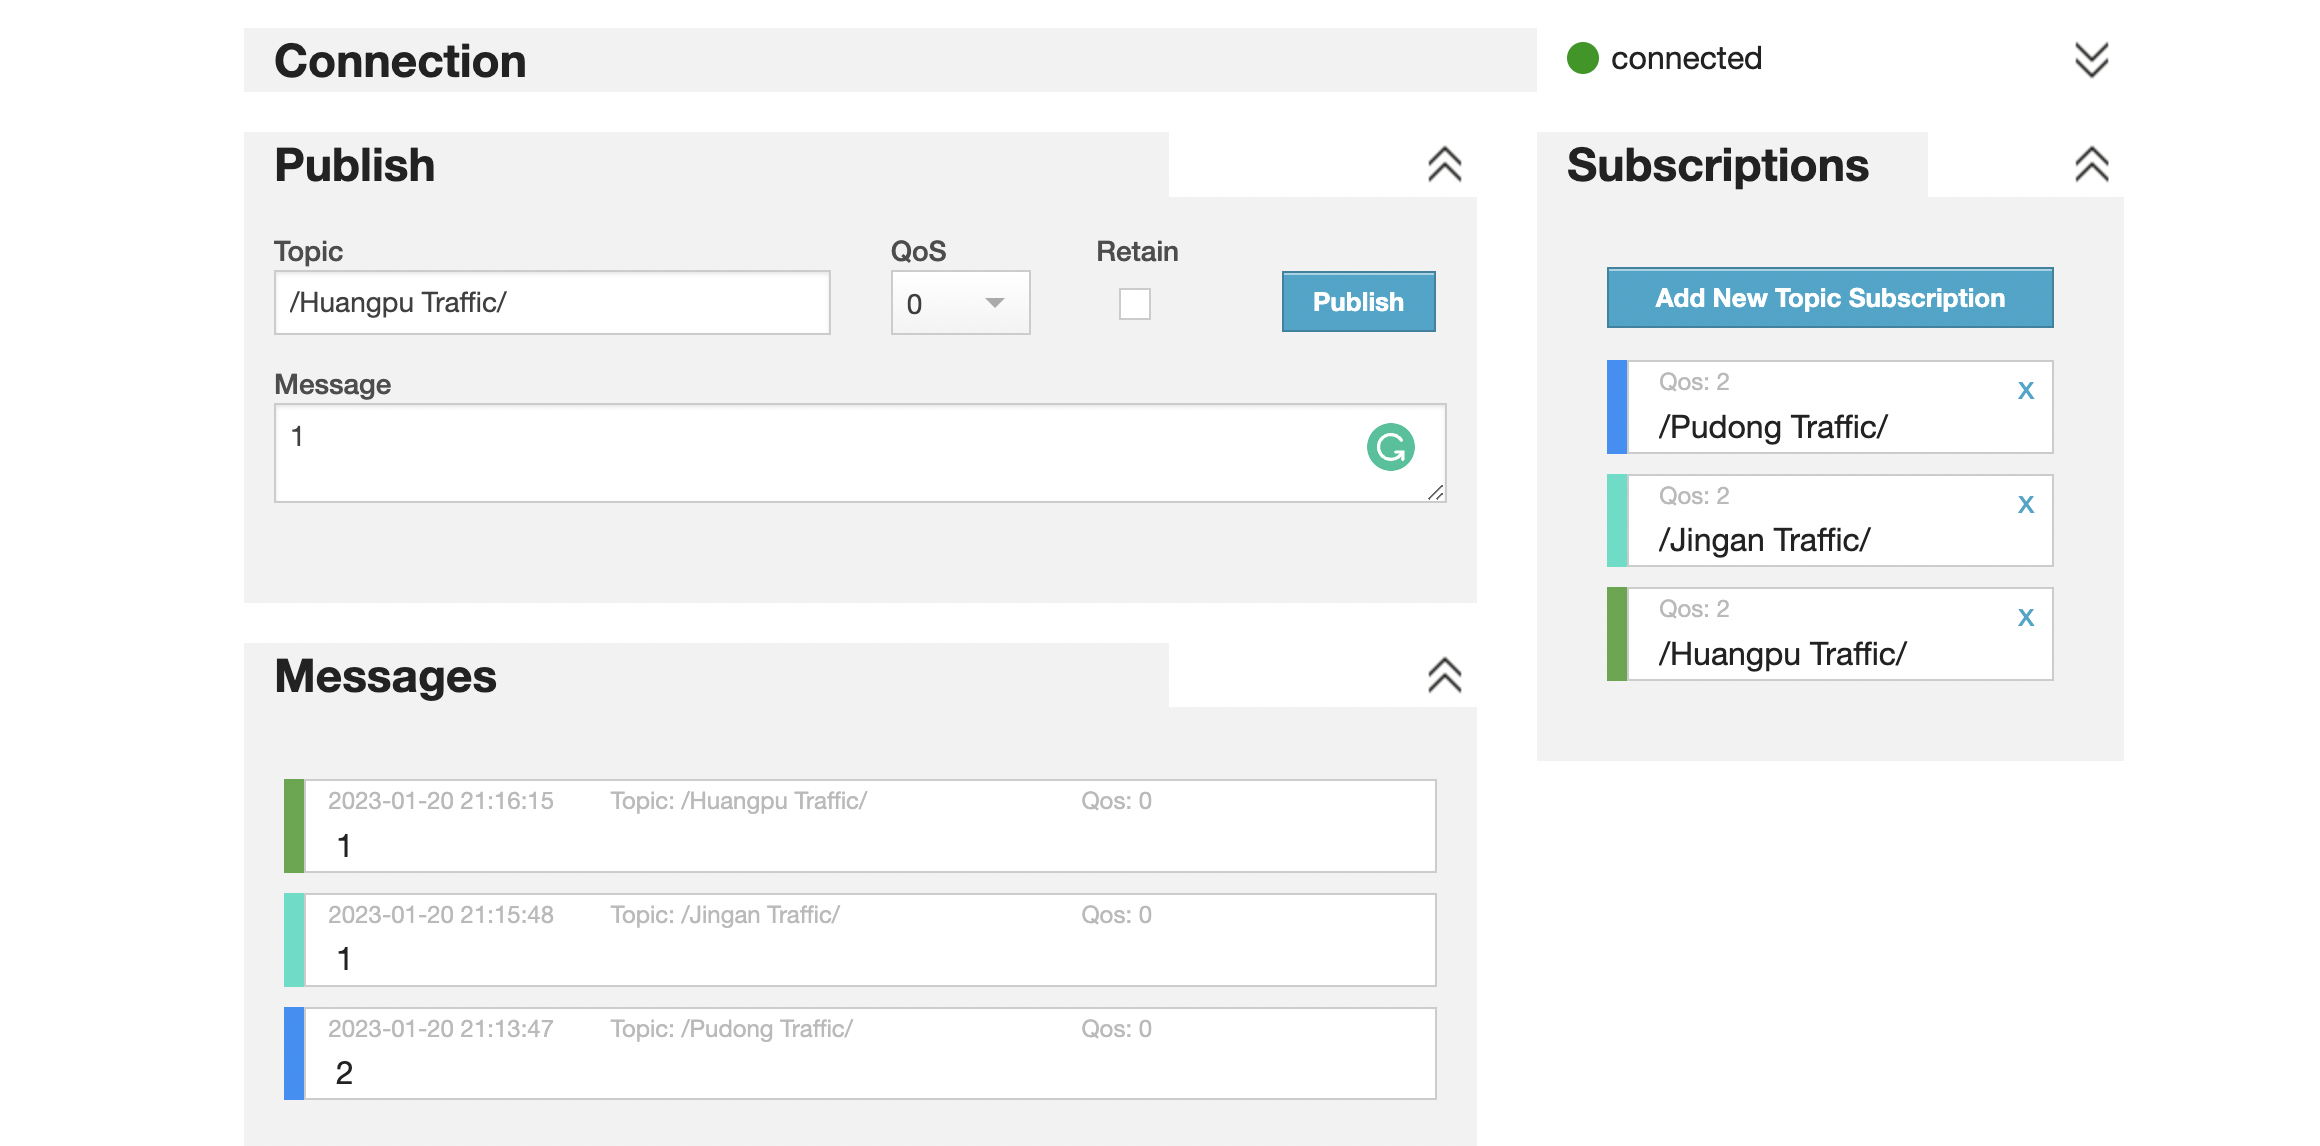 Connection
connected
Publish
Topic
QoS
Retain
/Huangpu Traffic/
0
Publish
Message
1
Subscriptions
Add New Topic Subscription
Qos: 2
x
/Pudong Traffic/
Qos: 2
x
/Jingan Traffic/
Qos: 2
x
/Huangpu Traffic/
Messages
2023-01-20 21:16:15 Topic: /Huangpu Traffic/ Qos: 0
1
2023-01-20 21:15:48 Topic: /Jingan Traffic/ Qos: 0
1
2023-01-20 21:13:47 Topic: /Pudong Traffic/ Qos: 0
2